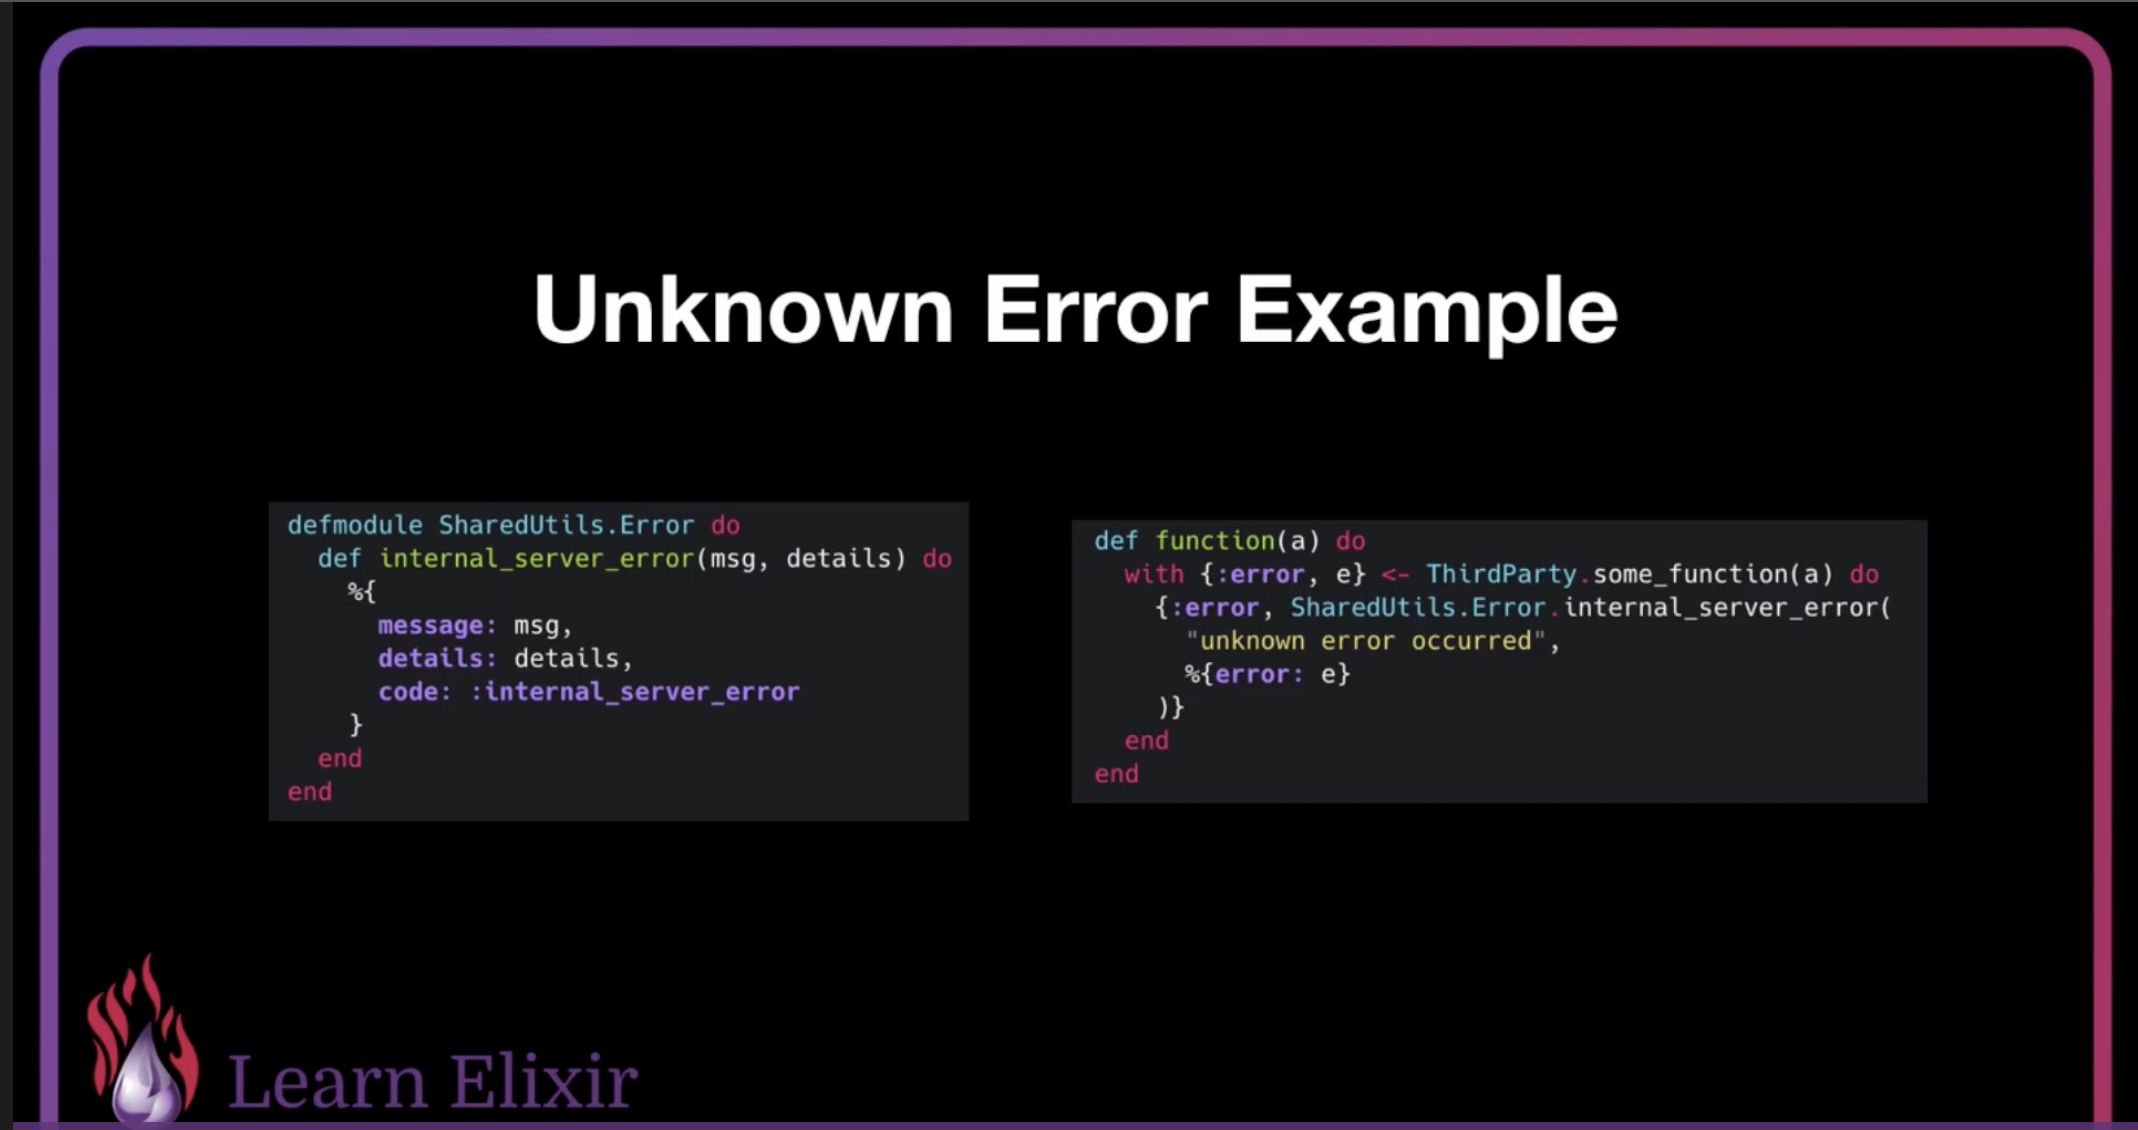 Unknown Error Example
defmodule SharedUtils.Error do
  def internal_server_error(msg, details) do
    %{
      message: msg,
      details: details,
      code: :internal_server_error
    }
  end
end
def function(a) do
  with {:error, e} <- ThirdParty.some_function(a) do
    {:error, SharedUtils.Error.internal_server_error(
      "unknown error occurred",
      %{error: e}
    )}
  end
end
Learn Elixir